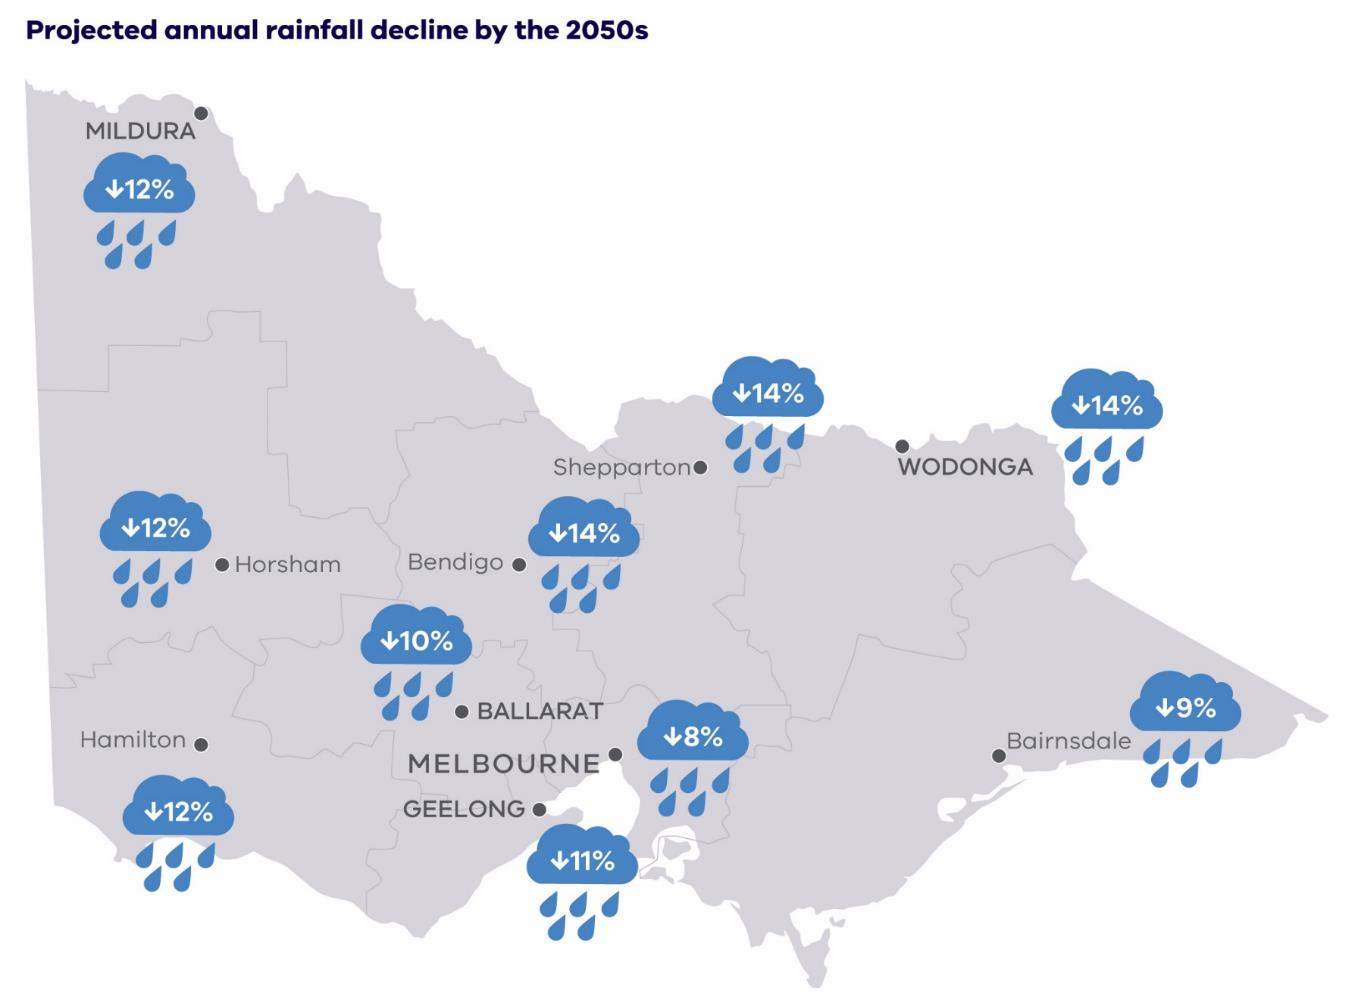 Projected annual rainfall decline by the 2050s
MILDURA
↓12%
↓14%
↓14%
Shepparton
WODONGA
↓12%
Horsham
Bendigo
↓14%
↓10%
BALLARAT
Hamilton
MELBOURNE
↓8%
Bairnsdale
↓9%
GEELONG
↓12%
↓11%